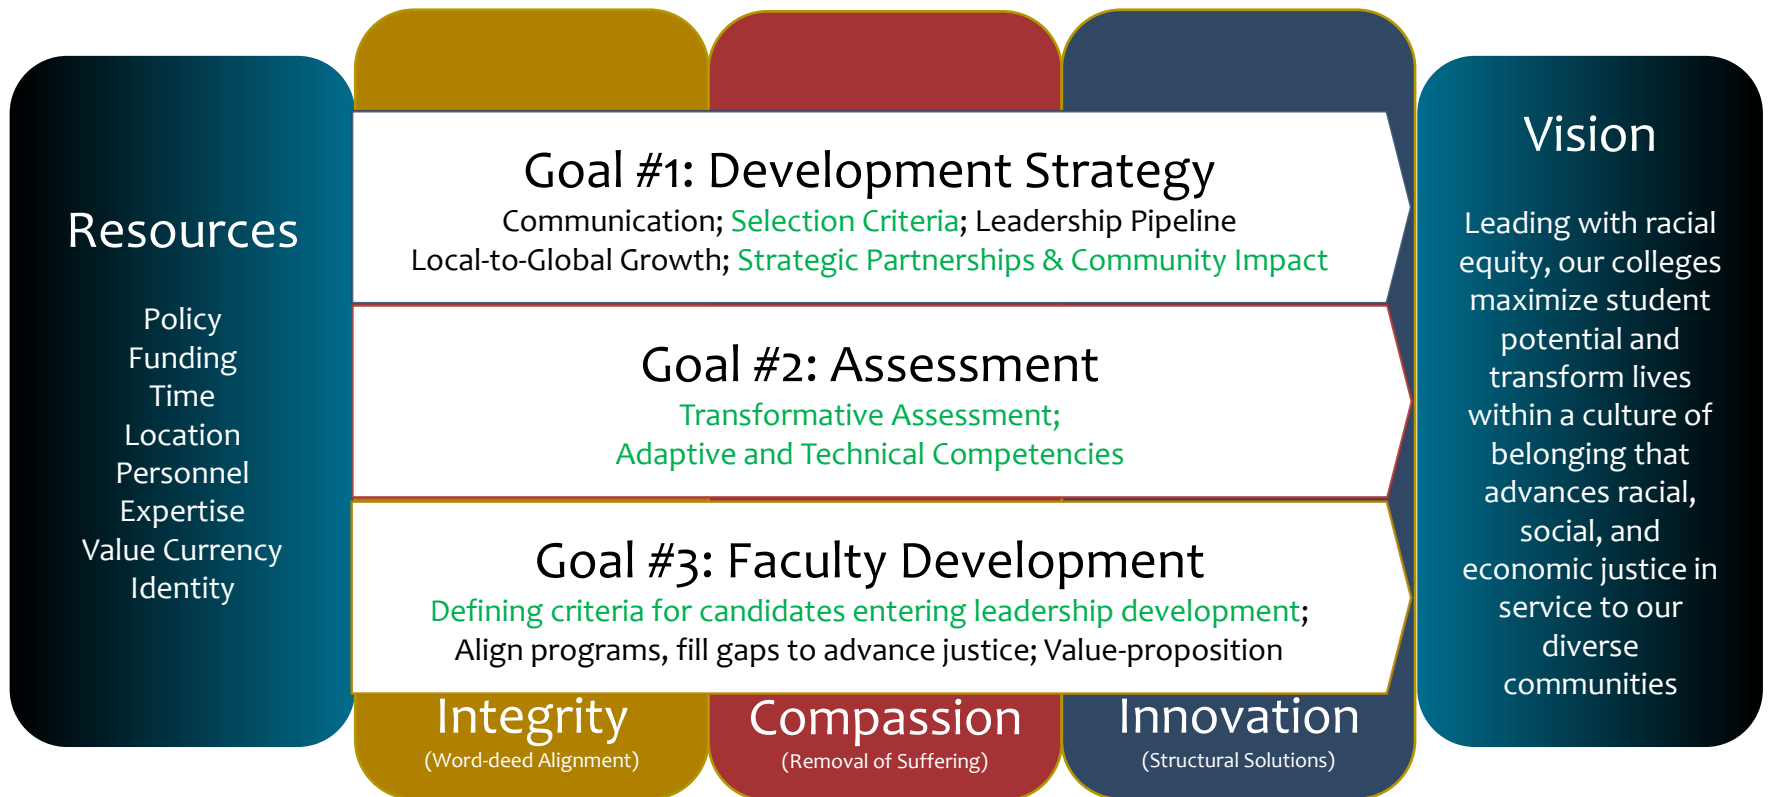 Resources
Policy
Funding
Time
Location
Personnel
Expertise
Value Currency
Identity
Goal #1: Development Strategy
Communication; Selection Criteria; Leadership Pipeline
Local-to-Global Growth; Strategic Partnerships & Community Impact
Goal #2: Assessment
Transformative Assessment;
Adaptive and Technical Competencies
Goal #3: Faculty Development
Defining criteria for candidates entering leadership development;
Align programs, fill gaps to advance justice; Value-proposition
Integrity
(Word-deed Alignment)
Compassion
(Removal of Suffering)
Innovation
(Structural Solutions)
Vision
Leading with racial
equity, our colleges
maximize student
potential and
transform lives
within a culture of
belonging that
advances racial,
social, and
economic justice in
service to our
diverse
communities